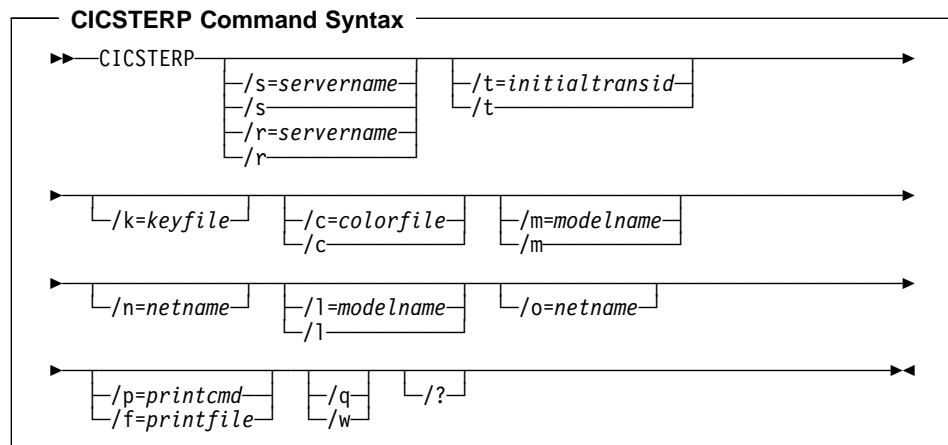 CICSTERP Command Syntax
CICSTERP
/s=servername /t=initialtransid
/s /t
/r=servername
/r
/k=keyfile /c=colorfile /m=modelname
/c /m
/n=netname /l=modelname /o=netname
/l
/p=printcmd /q /?
/f=printfile /w